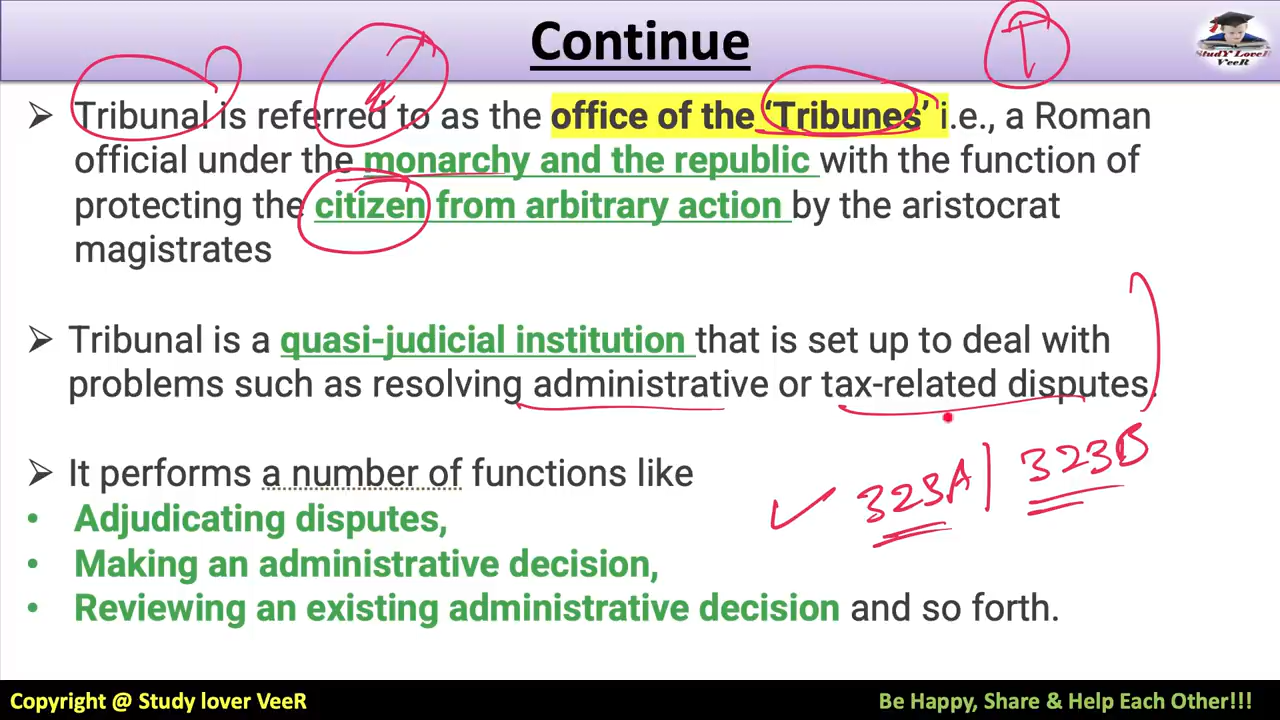 Continue
StudY LoveR
VeeR
T
➤ Tribunal is referred to as the office of the ‘Tribunes’ i.e., a Roman
official under the monarchy and the republic with the function of
protecting the citizen from arbitrary action by the aristocrat
magistrates
➤ Tribunal is a quasi-judicial institution that is set up to deal with
problems such as resolving administrative or tax-related disputes.
➤ It performs a number of functions like
• Adjudicating disputes,
323A | 323B
• Making an administrative decision,
• Reviewing an existing administrative decision and so forth.
Copyright @ Study lover VeeR
Be Happy, Share & Help Each Other!!!